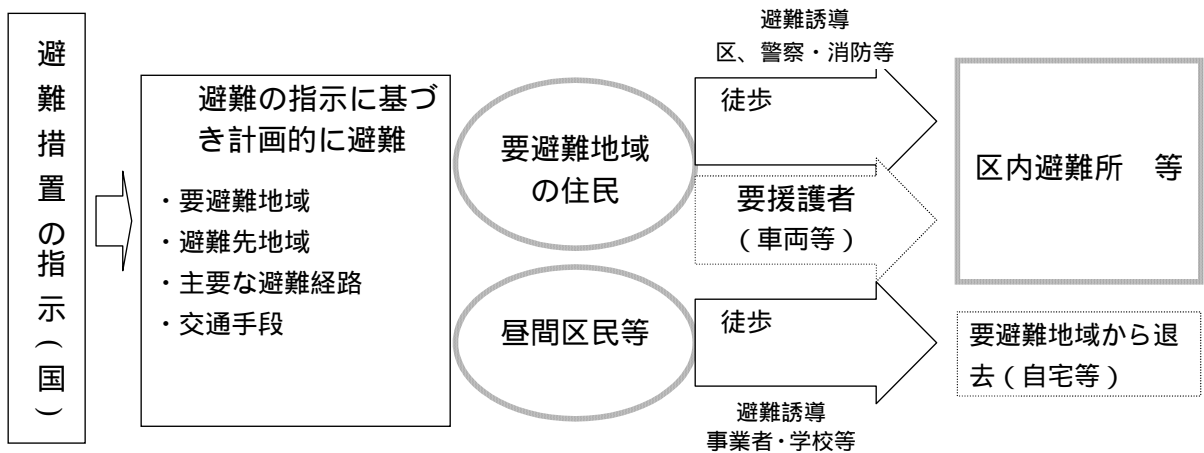 避難措置の指示(国)
避難の指示に基づ
き計画的に避難
・要避難地域
・避難先地域
・主要な避難経路
・交通手段
要避難地域
の住民
昼間区民等
避難誘導
区、警察・消防等
徒歩
要援護者
(車両等)
徒歩
避難誘導
事業者・学校等
区内避難所 等
要避難地域から退
去(自宅等)